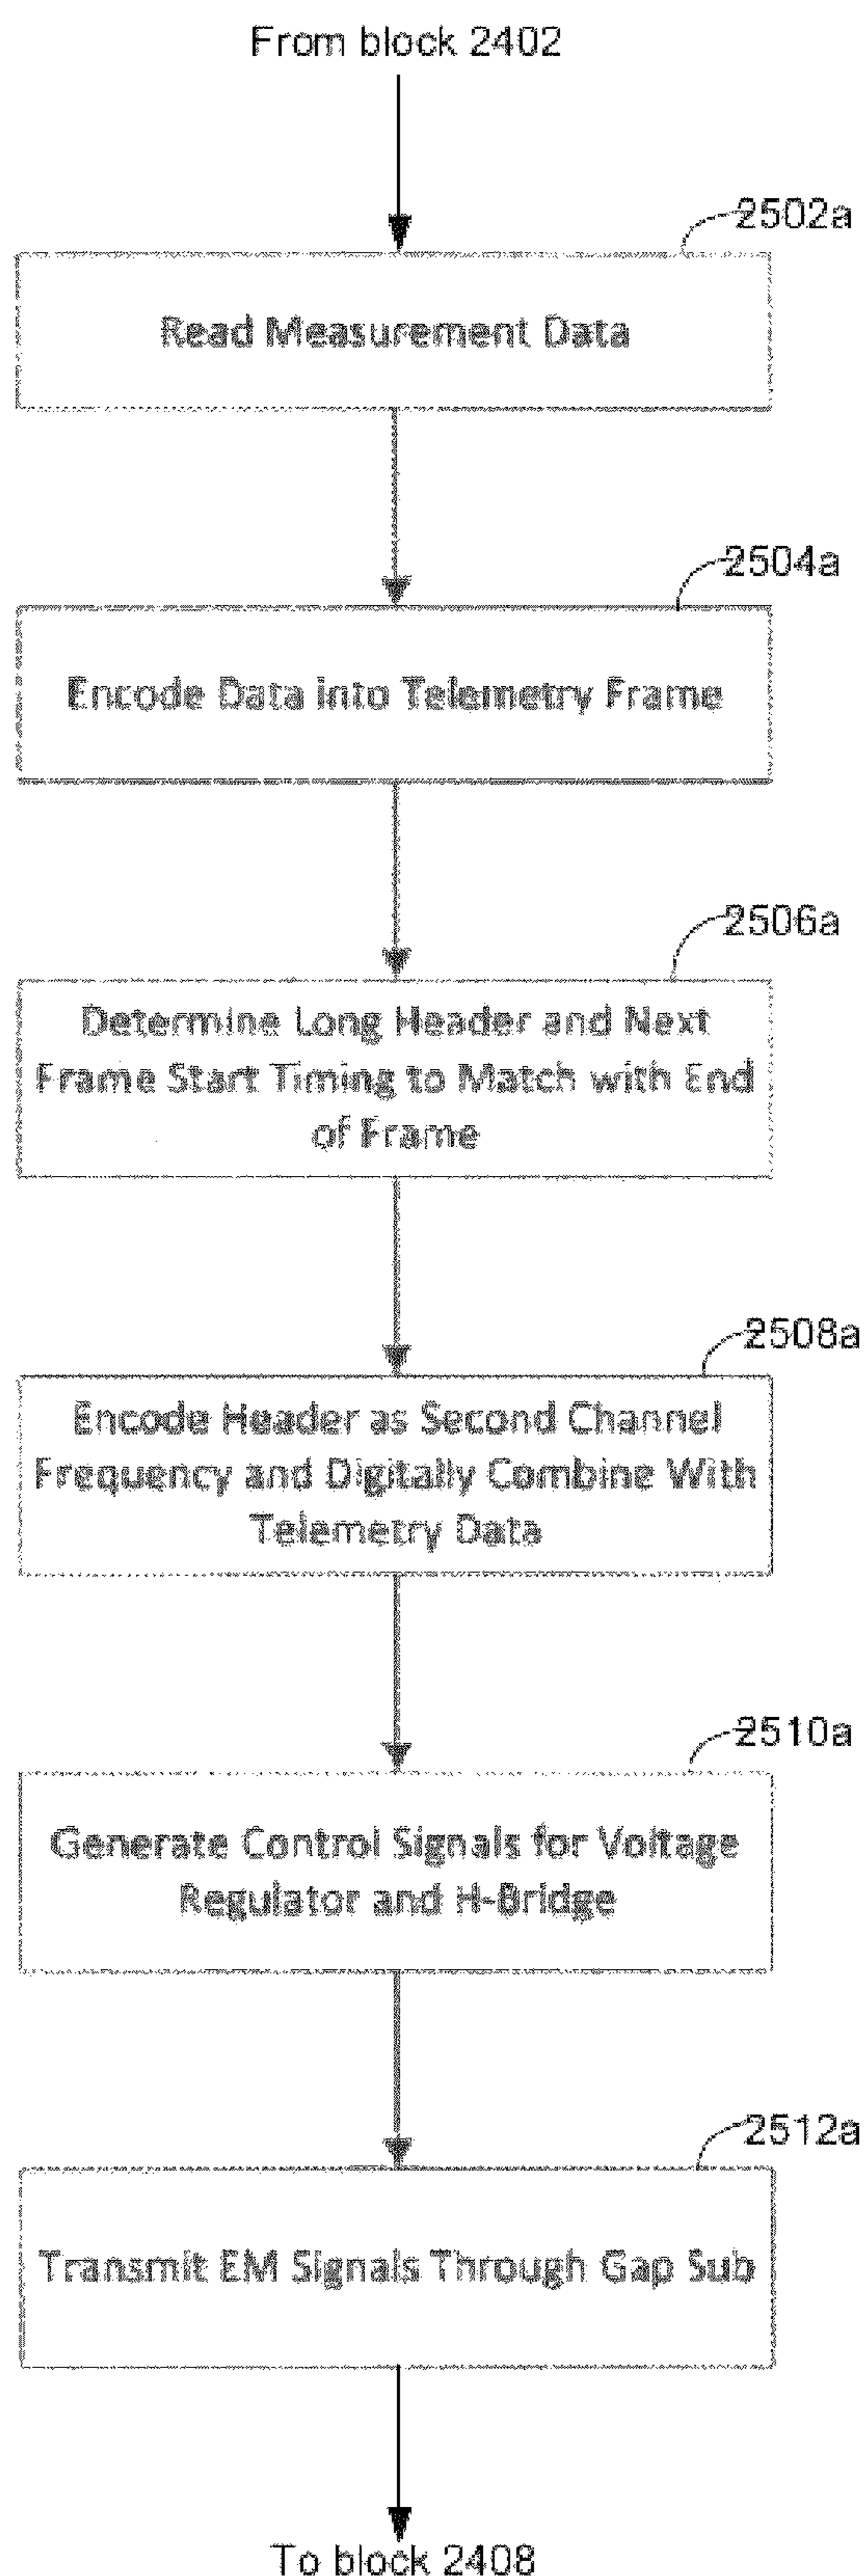 From block 2402
2502a
Read Measurement Data
2504a
Encode Data into Telemetry Frame
2506a
Determine Long Header and Next
Frame Start Timing to Match with End
of Frame
2508a
Encode Header as Second Channel
Frequency and Digitally Combine With
Telemetry Data
2510a
Generate Control Signals for Voltage
Regulator and H-Bridge
2512a
Transmit EM Signals Through Gap Sub
To block 2408